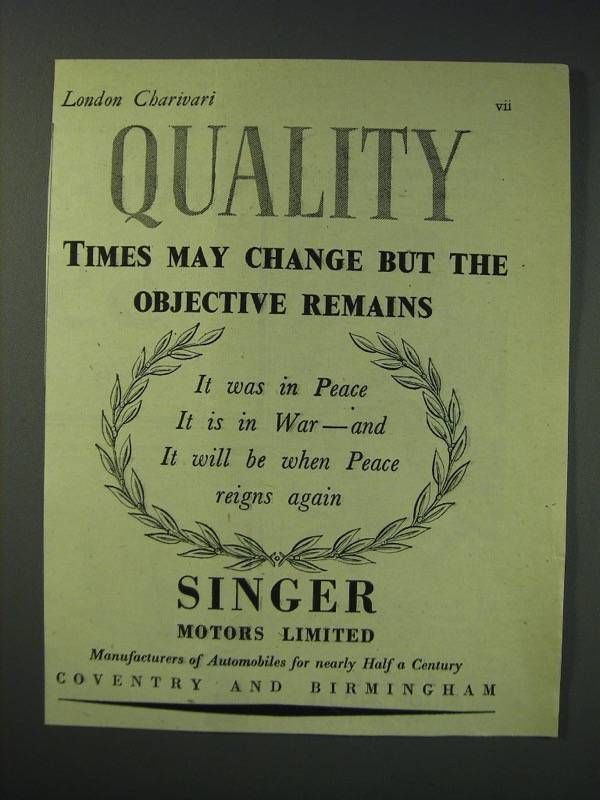 London Charivari
vii
QUALITY
TIMES MAY CHANGE BUT THE
OBJECTIVE REMAINS
It was in Peace
It is in War—and
It will be when Peace
reigns again
SINGER
MOTORS LIMITED
Manufacturers of Automobiles for nearly Half a Century
COVENTRY AND BIRMINGHAM